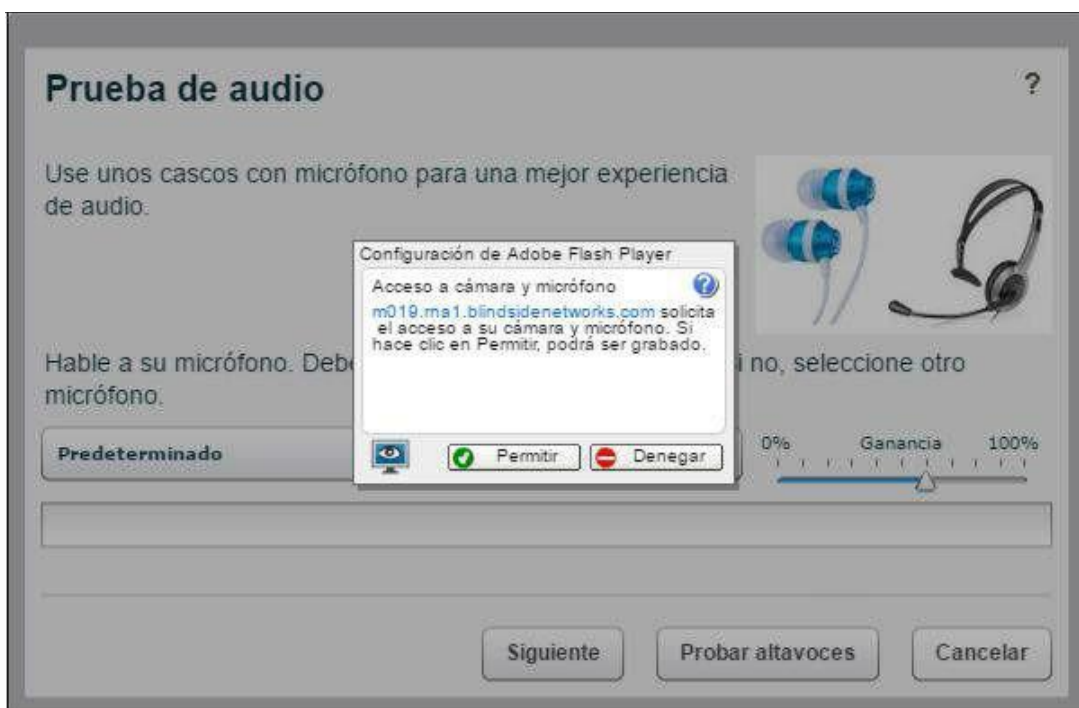 Prueba de audio
?
Use unos cascos con micrófono para una mejor experiencia
de audio.
Configuración de Adobe Flash Player
Acceso a cámara y micrófono
?
m019.rna1.blindsidenetworks.com solicita
el acceso a su cámara y micrófono. Si
hace clic en Permitir, podrá ser grabado.
Hable a su micrófono. i no, seleccione otro
micrófono.
Predeterminado
Permitir
Denegar
0% Ganancia 100%
Siguiente
Probar altavoces
Cancelar